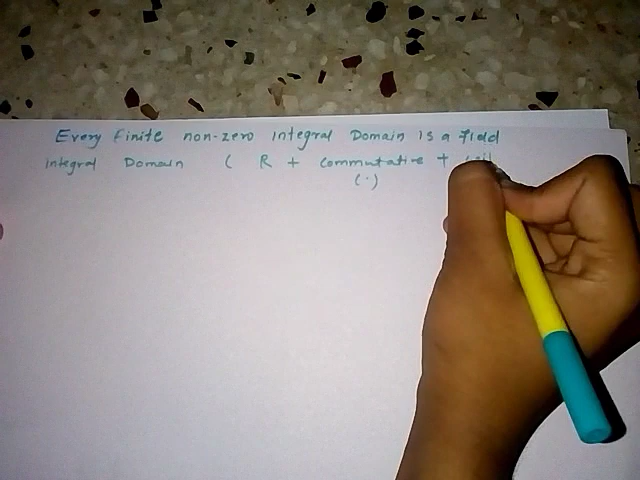 Every finite non-zero integral Domain is a field
integral Domain ( R + commutative +
(·)